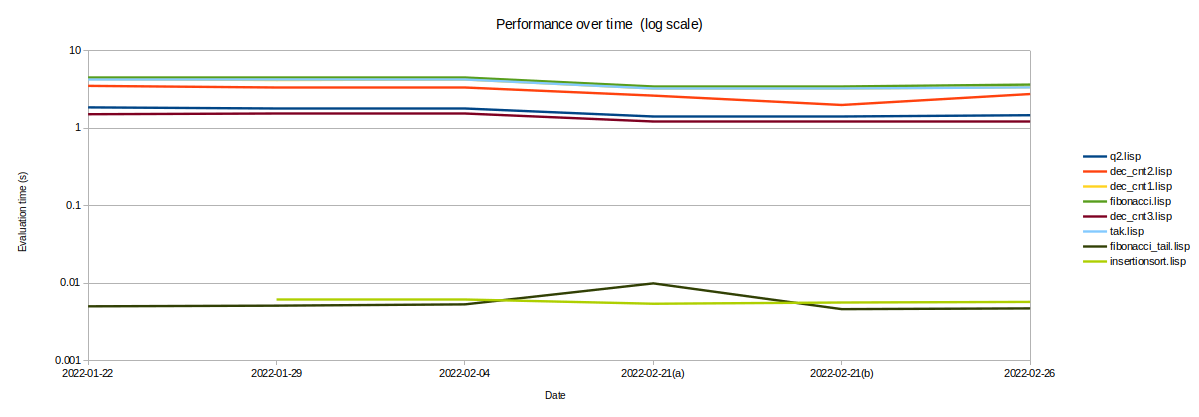 Performance over time  (log scale)
10
1
0.1
0.01
0.001
Evaluation time (s)
2022-01-22
2022-01-29
2022-02-04
2022-02-21(a)
2022-02-21(b)
2022-02-26
Date
q2.lisp
dec_cnt2.lisp
dec_cnt1.lisp
fibonacci.lisp
dec_cnt3.lisp
tak.lisp
fibonacci_tail.lisp
insertionsort.lisp